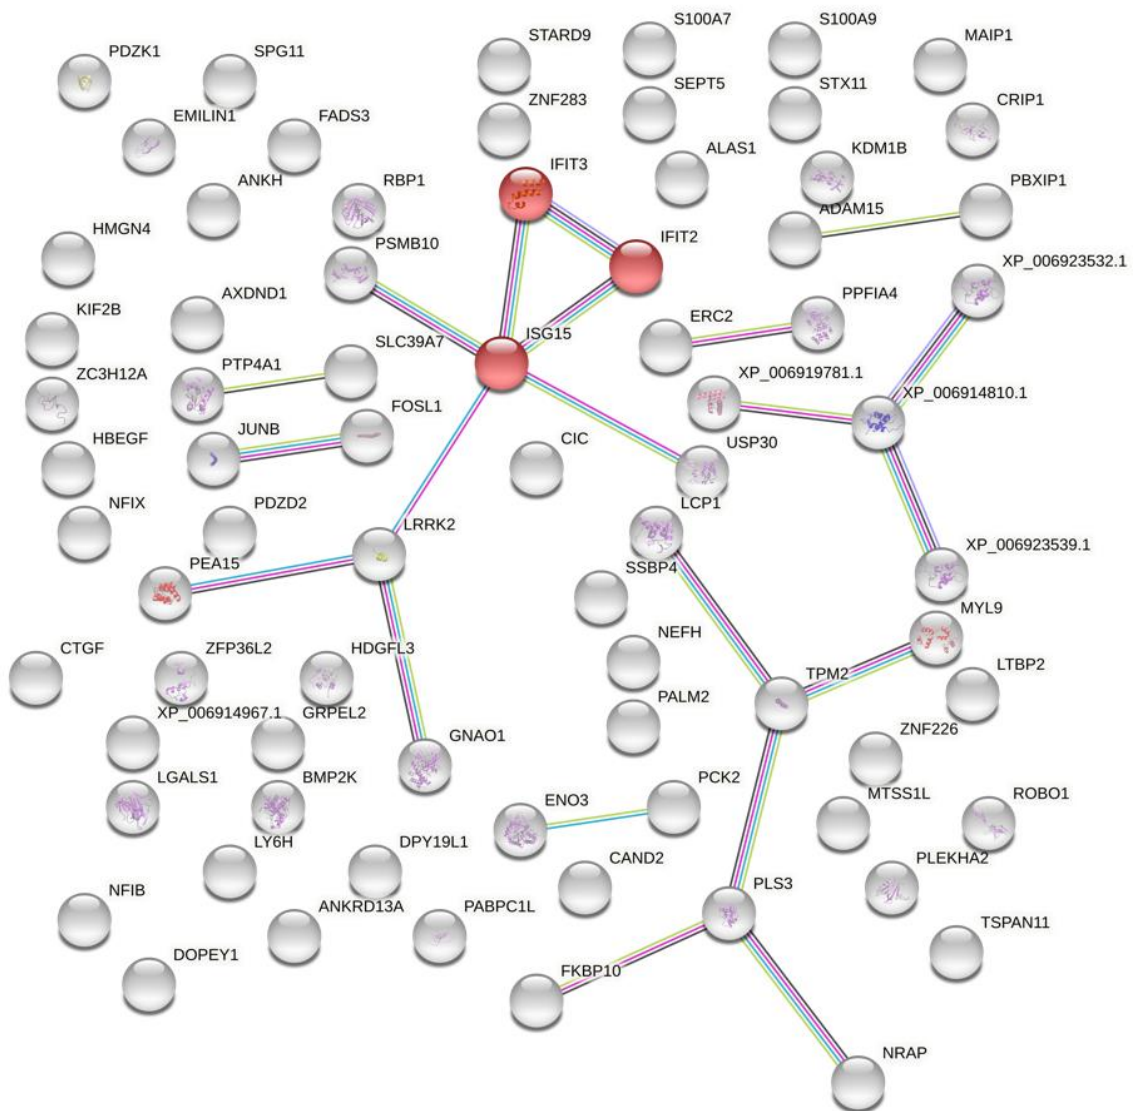 S100A7
S100A9
STARD9
MAIP1
PDZK1
SPG11
SEPT5
STX11
ZNF283
CRIP1
EMILIN1
FADS3
ALAS1
KDM1B
IFIT3
ANKH
RBP1
PBXIP1
ADAM15
HMGN4
PSMB10
IFIT2
XP_006923532.1
AXDND1
PPFIA4
KIF2B
ERC2
ISG15
SLC39A7
PTP4A1
ZC3H12A
XP_006919781.1
XP_006914810.1
FOSL1
JUNB
HBEGF
CIC
USP30
NFIX
PDZD2
LCP1
LRRK2
XP_006923539.1
PEA15
SSBP4
MYL9
NEFH
CTGF
ZFP36L2
HDGFL3
LTBP2
TPM2
PALM2
XP_006914967.1
GRPEL2
ZNF226
GNAO1
LGALS1
BMP2K
PCK2
ENO3
MTSS1L
ROBO1
LY6H
DPY19L1
CAND2
PLEKHA2
PLS3
NFIB
ANKRD13A
PABPC1L
TSPAN11
DOPEY1
FKBP10
NRAP